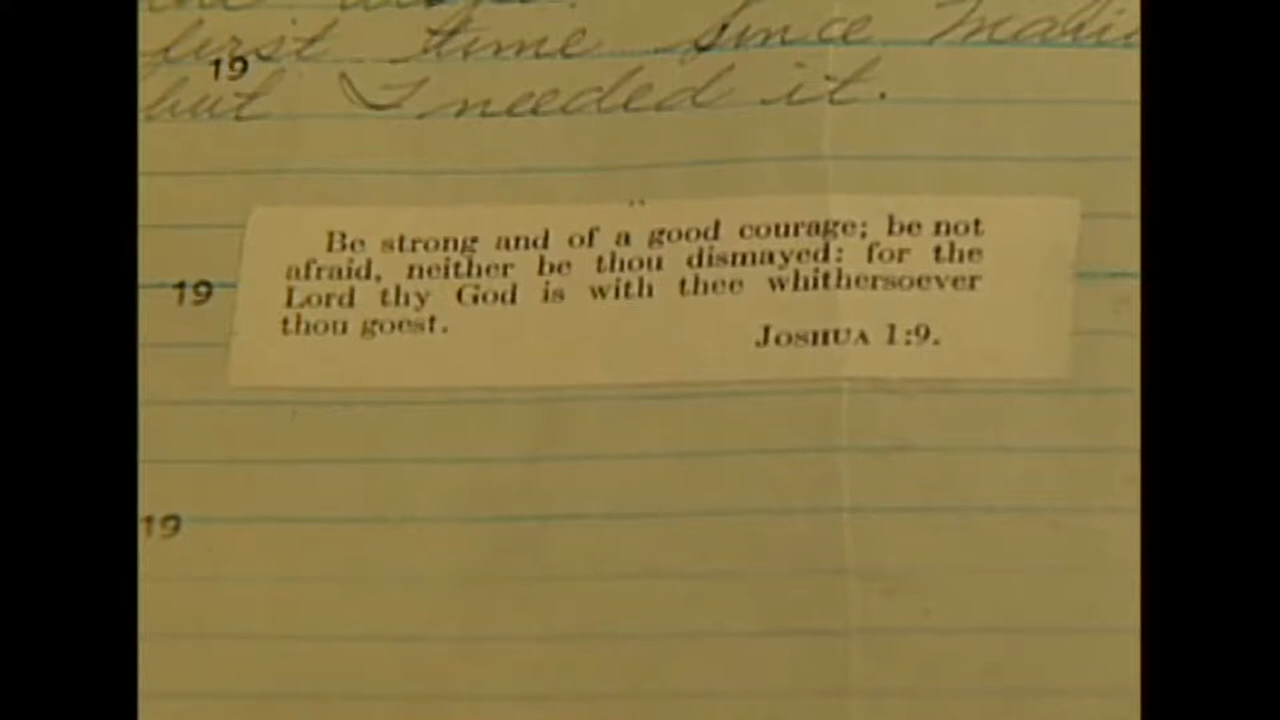 first time since
19
but I needed it.
Be strong and of a good courage; be not
afraid, neither be thou dismayed: for the
19
Lord thy God is with thee whithersoever
thou goest.
JOSHUA 1:9.
19